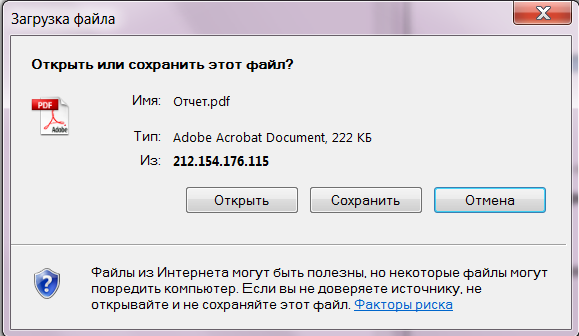 Загрузка файла
Открыть или сохранить этот файл?
PDF
Adobe
Имя: Отчет.pdf
Тип: Adobe Acrobat Document, 222 КБ
Из: 212.154.176.115
Открыть Сохранить Отмена
Файлы из Интернета могут быть полезны, но некоторые файлы могут
повредить компьютер. Если вы не доверяете источнику, не
открывайте и не сохраняйте этот файл. Факторы риска